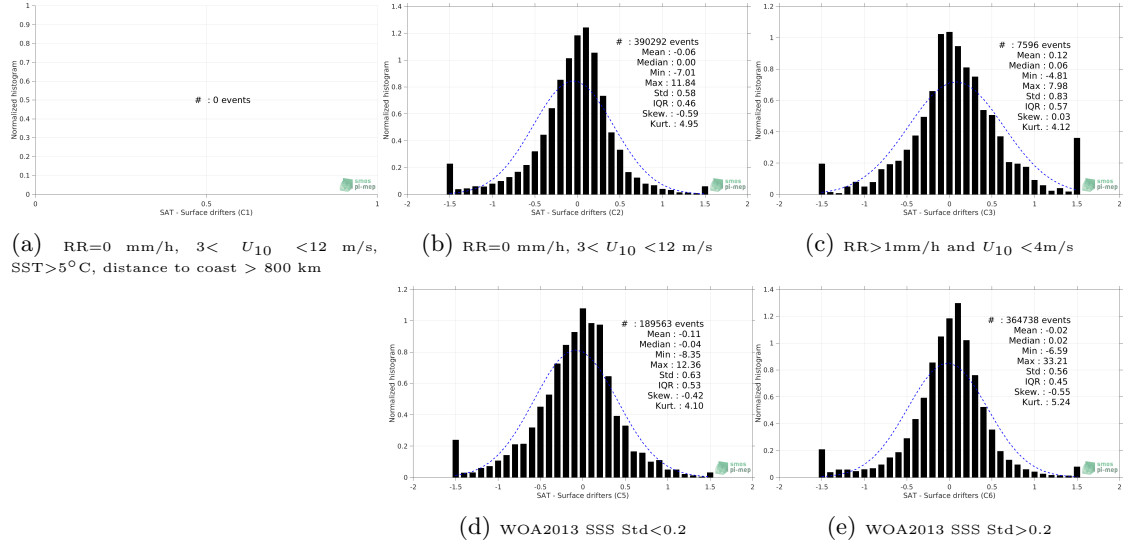 1
0.9
0.8
0.7
0.6
0.5
0.4
0.3
0.2
0.1
0
Normalized histogram
# : 0 events
0 0.5 1
SAT - Surface drifters (C1)
smos
pi-mep
(a) RR=0 mm/h, 3< U10 <12 m/s,
SST>5°C, distance to coast > 800 km
1.4
1.2
1
0.8
0.6
0.4
0.2
0
Normalized histogram
# : 390292 events
Mean : -0.06
Median : 0.00
Min : -7.01
Max : 11.84
Std : 0.58
IQR : 0.46
Skew. : -0.59
Kurt. : 4.95
-2 -1.5 -1 -0.5 0 0.5 1 1.5 2
SAT - Surface drifters (C2)
smos
pi-mep
(b) RR=0 mm/h, 3< U10 <12 m/s
1.2
1
0.8
0.6
0.4
0.2
0
Normalized histogram
# : 7596 events
Mean : 0.12
Median : 0.06
Min : -4.81
Max : 7.98
Std : 0.83
IQR : 0.57
Skew. : 0.03
Kurt. : 4.12
-2 -1.5 -1 -0.5 0 0.5 1 1.5 2
SAT - Surface drifters (C3)
smos
pi-mep
(c) RR>1mm/h and U10 <4m/s
1.2
1
0.8
0.6
0.4
0.2
0
Normalized histogram
# : 189563 events
Mean : -0.11
Median : -0.04
Min : -8.35
Max : 12.36
Std : 0.63
IQR : 0.53
Skew. : -0.42
Kurt. : 4.10
-2 -1.5 -1 -0.5 0 0.5 1 1.5 2
SAT - Surface drifters (C5)
smos
pi-mep
(d) WOA2013 SSS Std<0.2
1.4
1.2
1
0.8
0.6
0.4
0.2
0
Normalized histogram
# : 364738 events
Mean : -0.02
Median : 0.02
Min : -6.59
Max : 33.21
Std : 0.56
IQR : 0.45
Skew. : -0.55
Kurt. : 5.24
-2 -1.5 -1 -0.5 0 0.5 1 1.5 2
SAT - Surface drifters (C6)
smos
pi-mep
(e) WOA2013 SSS Std>0.2